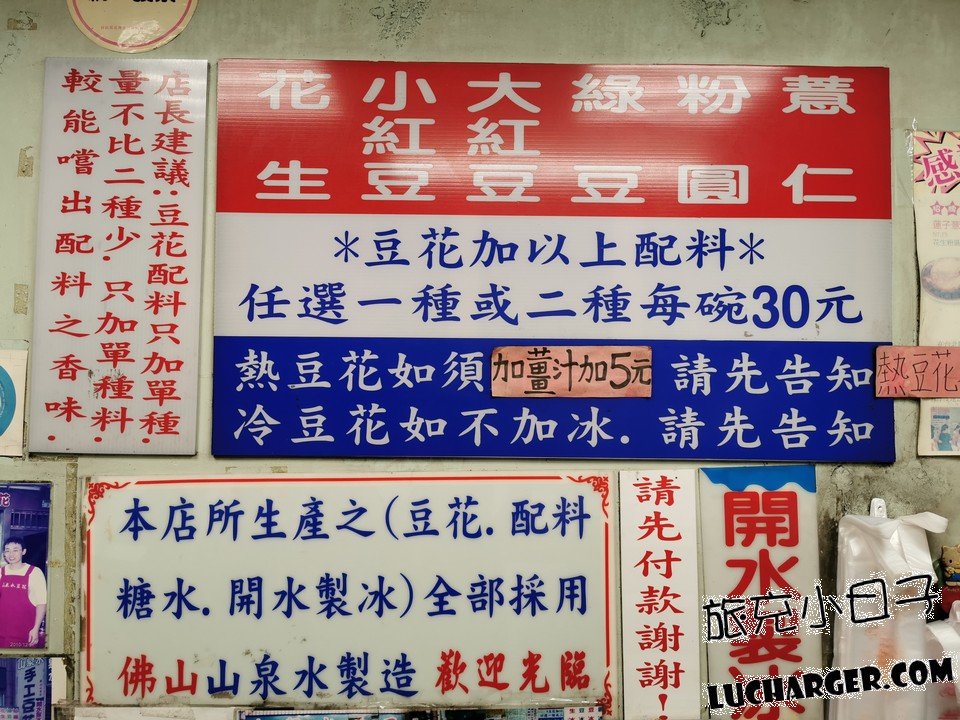 店長建議:豆花配料只加單種
量不比二種少.只加單種料.
較能嚐出配料之香味.
花生 小紅豆 大紅豆 綠豆 粉圓 薏仁
*豆花加以上配料*
任選一種或二種每碗30元
熱豆花如須加薑汁加5元 請先告知
冷豆花如不加冰.請先告知
熱豆花
感
本店所生產之(豆花.配料
糖水.開水製冰)全部採用
佛山山泉水製造 歡迎光臨
請先付款謝謝!
開水製冰
手工豆
旅充小日子
LUCHARGER.COM